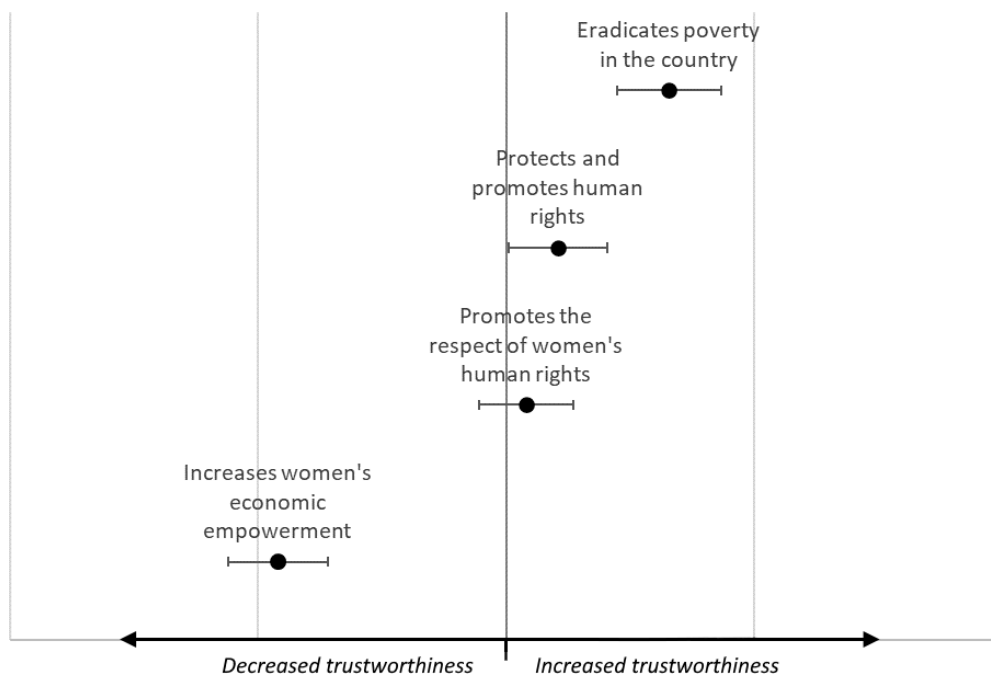 Eradicates poverty
in the country
Protects and
promotes human
rights
Promotes the
respect of women's
human rights
Increases women's
economic
empowerment
Decreased trustworthiness
Increased trustworthiness